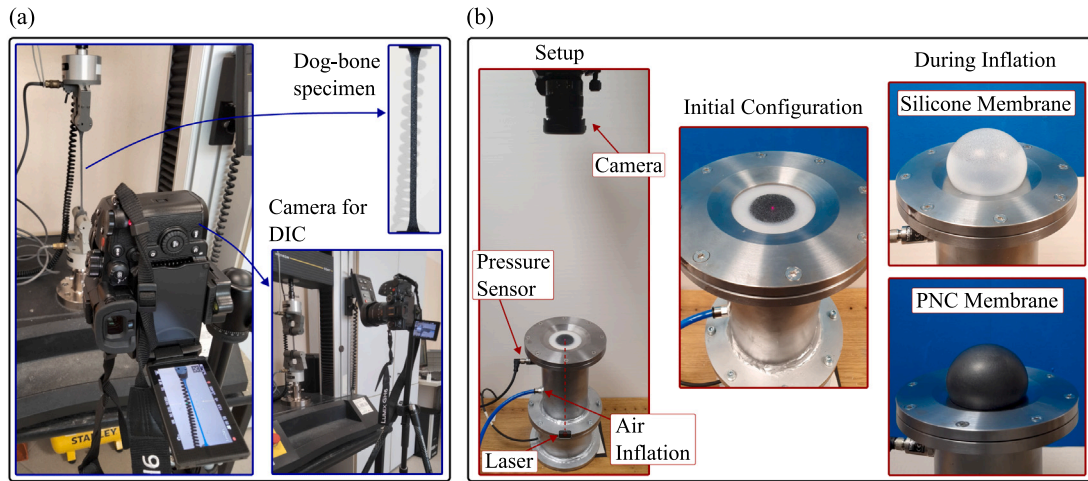 (a)
Dog-bone
specimen
Camera for
DIC
STANLEY
LUMIX
(b)
Setup
Camera
Pressure
Sensor
Air
Inflation
Laser
Initial Configuration
During Inflation
Silicone Membrane
PNC Membrane